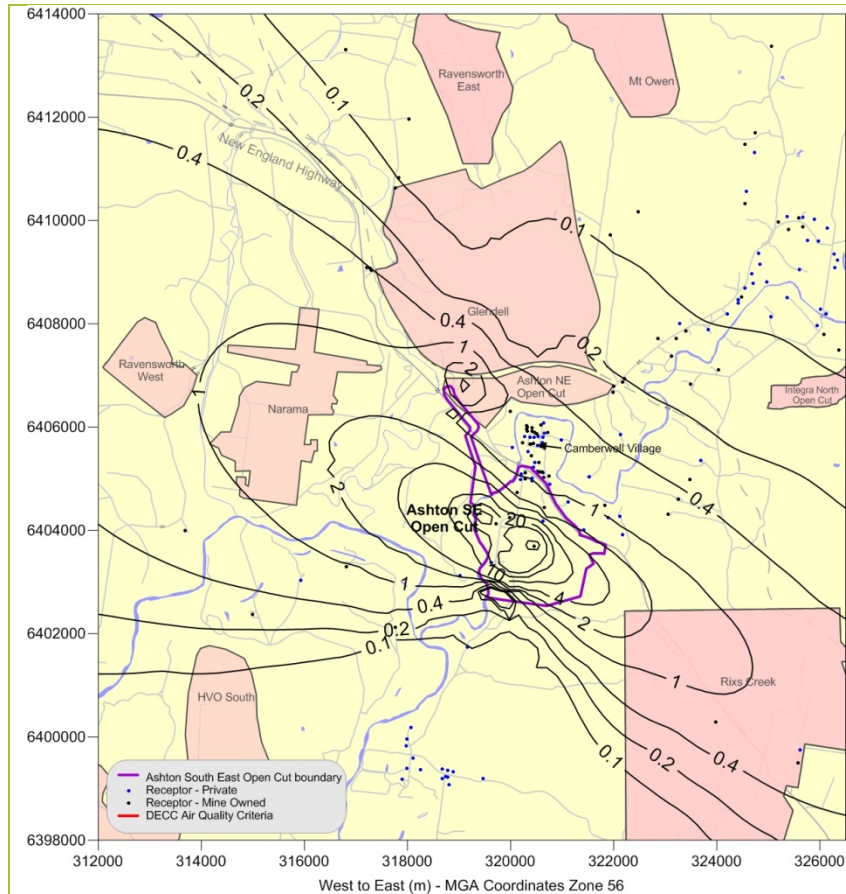 6414000
6412000
6410000
6408000
6406000
6404000
6402000
6400000
6398000
312000
314000
316000
318000
320000
322000
324000
326000
West to East (m) - MGA Coordinates Zone 56
Ravensworth
East
Mt Owen
New England Highway
Glendell
Ravensworth
West
Narama
Ashton NE
Open Cut
Integra North
Open Cut
Camberwell Village
Ashton SE
Open Cut
HVO South
Rixs Creek
0.1
0.2
0.4
0.1
0.4
0.2
1
2
1
2
0.4
1
20
10
4
2
1
1
0.4
0.2
0.1
0.4
0.2
0.1
Ashton South East Open Cut boundary
Receptor - Private
Receptor - Mine Owned
DECC Air Quality Criteria